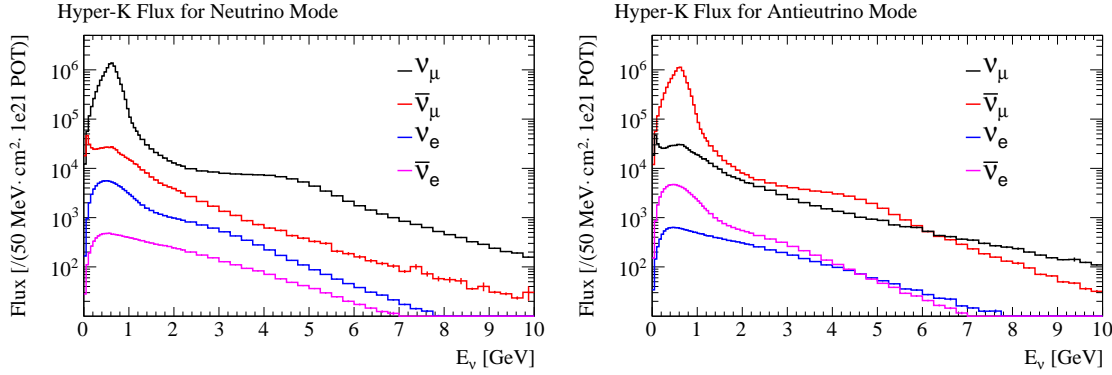 Hyper-K Flux for Neutrino Mode
Flux [/(50 MeV· cm²· 1e21 POT)]
10⁶
10⁵
10⁴
10³
10²
ν_μ
ν̅_μ
ν_e
ν̅_e
0 1 2 3 4 5 6 7 8 9 10
E_ν [GeV]
Hyper-K Flux for Antieutrino Mode
Flux [/(50 MeV· cm²· 1e21 POT)]
10⁶
10⁵
10⁴
10³
10²
ν_μ
ν̅_μ
ν_e
ν̅_e
0 1 2 3 4 5 6 7 8 9 10
E_ν [GeV]